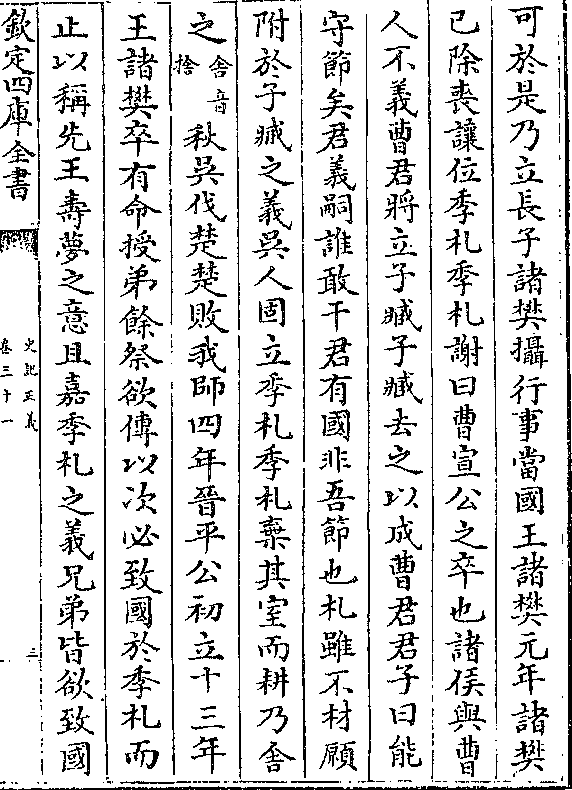 可於是乃立長子諸樊攝行事當國王諸樊元年諸樊
已除喪讓位季札季札謝曰曹宣公之卒也諸侯與曹
人不義曹君將立子臧子臧去之以成曹君君子曰能
守節矣君義嗣誰敢干君有國非吾節也札雖不材願
附於子臧之義吳人固立季札季札棄其室而耕乃舍
之舍音捨秋吳伐楚楚敗我師四年晉平公初立十三年
王諸樊卒有命授弟餘祭欲傳以次必致國於季札而
止以稱先王壽夢之意且嘉季札之義兄弟皆欲致國
欽定四庫全書
史記正義
卷三十一
三